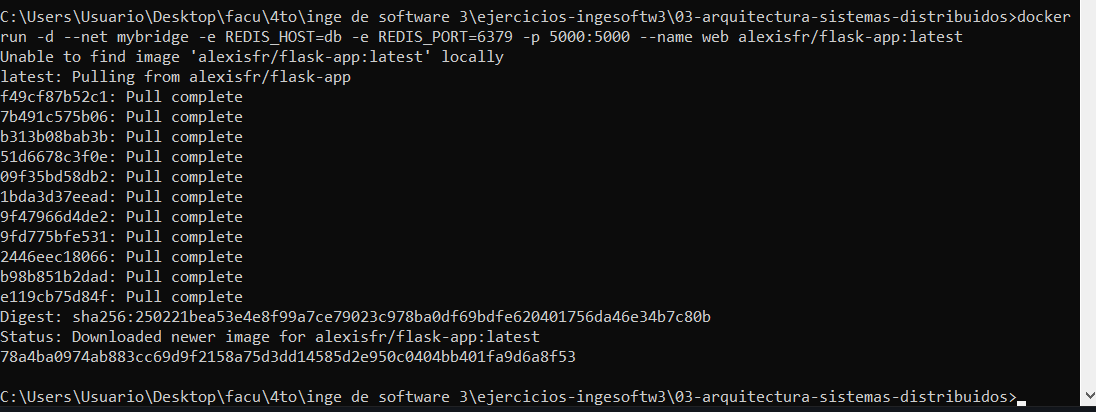 C:\Users\Usuario\Desktop\facu\4to\inge de software 3\ejercicios-ingesoftw3\03-arquitectura-sistemas-distribuidos>docker
run -d --net mybridge -e REDIS_HOST=db -e REDIS_PORT=6379 -p 5000:5000 --name web alexisfr/flask-app:latest
Unable to find image 'alexisfr/flask-app:latest' locally
latest: Pulling from alexisfr/flask-app
f49cf87b52c1: Pull complete
7b491c575b06: Pull complete
b313b08bab3b: Pull complete
51d6678c3f0e: Pull complete
09f35bd58db2: Pull complete
1bda3d37eead: Pull complete
9f47966d4de2: Pull complete
9fd775bfe531: Pull complete
2446eec18066: Pull complete
b98b851b2dad: Pull complete
e119cb75d84f: Pull complete
Digest: sha256:250221bea53e4e8f99a7ce79023c978ba0df69bdfe620401756da46e34b7c80b
Status: Downloaded newer image for alexisfr/flask-app:latest
78a4ba0974ab883cc69d9f2158a75d3dd14585d2e950c0404bb401fa9d6a8f53
C:\Users\Usuario\Desktop\facu\4to\inge de software 3\ejercicios-ingesoftw3\03-arquitectura-sistemas-distribuidos>